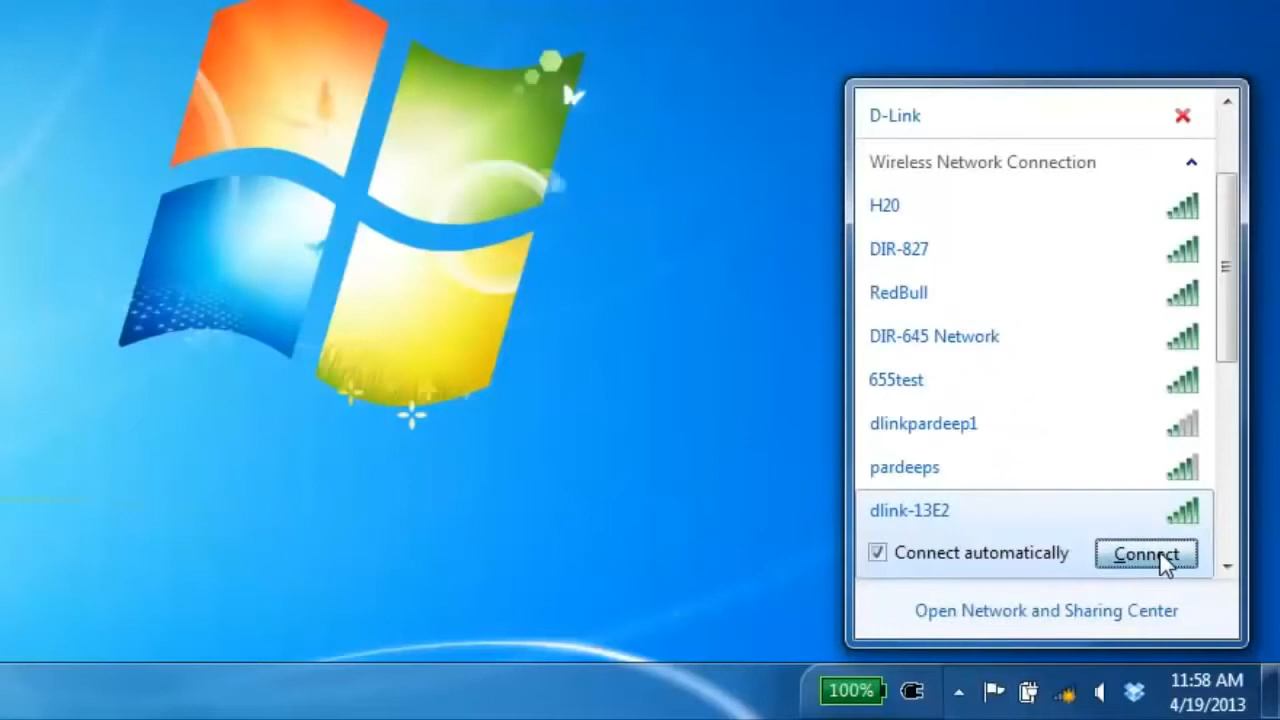 D-Link
Wireless Network Connection
H20
DIR-827
RedBull
DIR-645 Network
655test
dlinkpardeep1
pardeeps
dlink-13E2
Connect automatically
Connect
Open Network and Sharing Center
100%
11:58 AM
4/19/2013